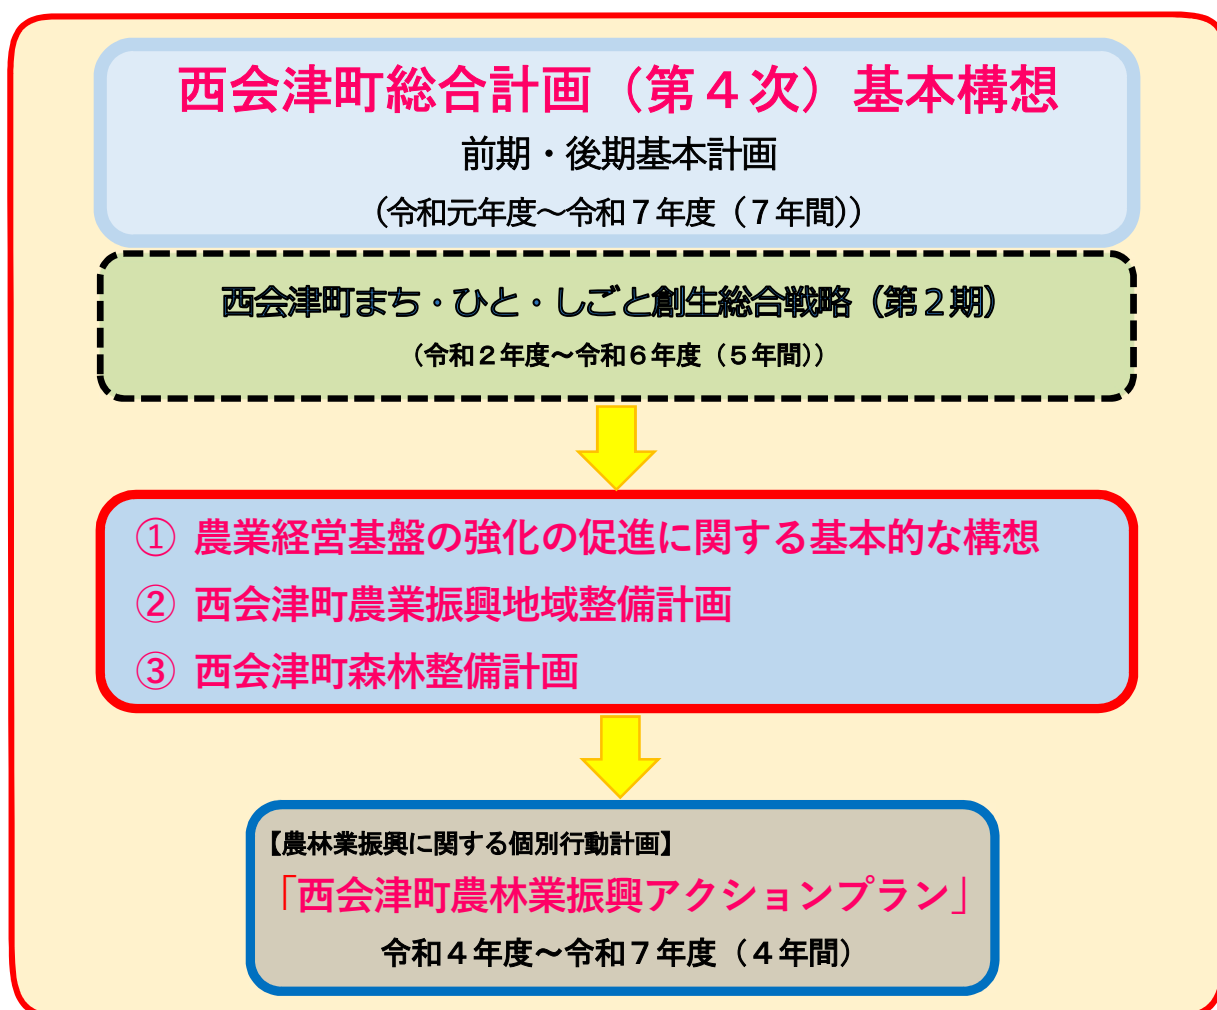 西会津町総合計画（第４次）基本構想
前期・後期基本計画
（令和元年度～令和７年度（７年間））
西会津町まち・ひと・しごと創生総合戦略（第２期）
（令和２年度～令和６年度（５年間））
① 農業経営基盤の強化の促進に関する基本的な構想
② 西会津町農業振興地域整備計画
③ 西会津町森林整備計画
【農林業振興に関する個別行動計画】
「西会津町農林業振興アクションプラン」
令和４年度～令和７年度（４年間）